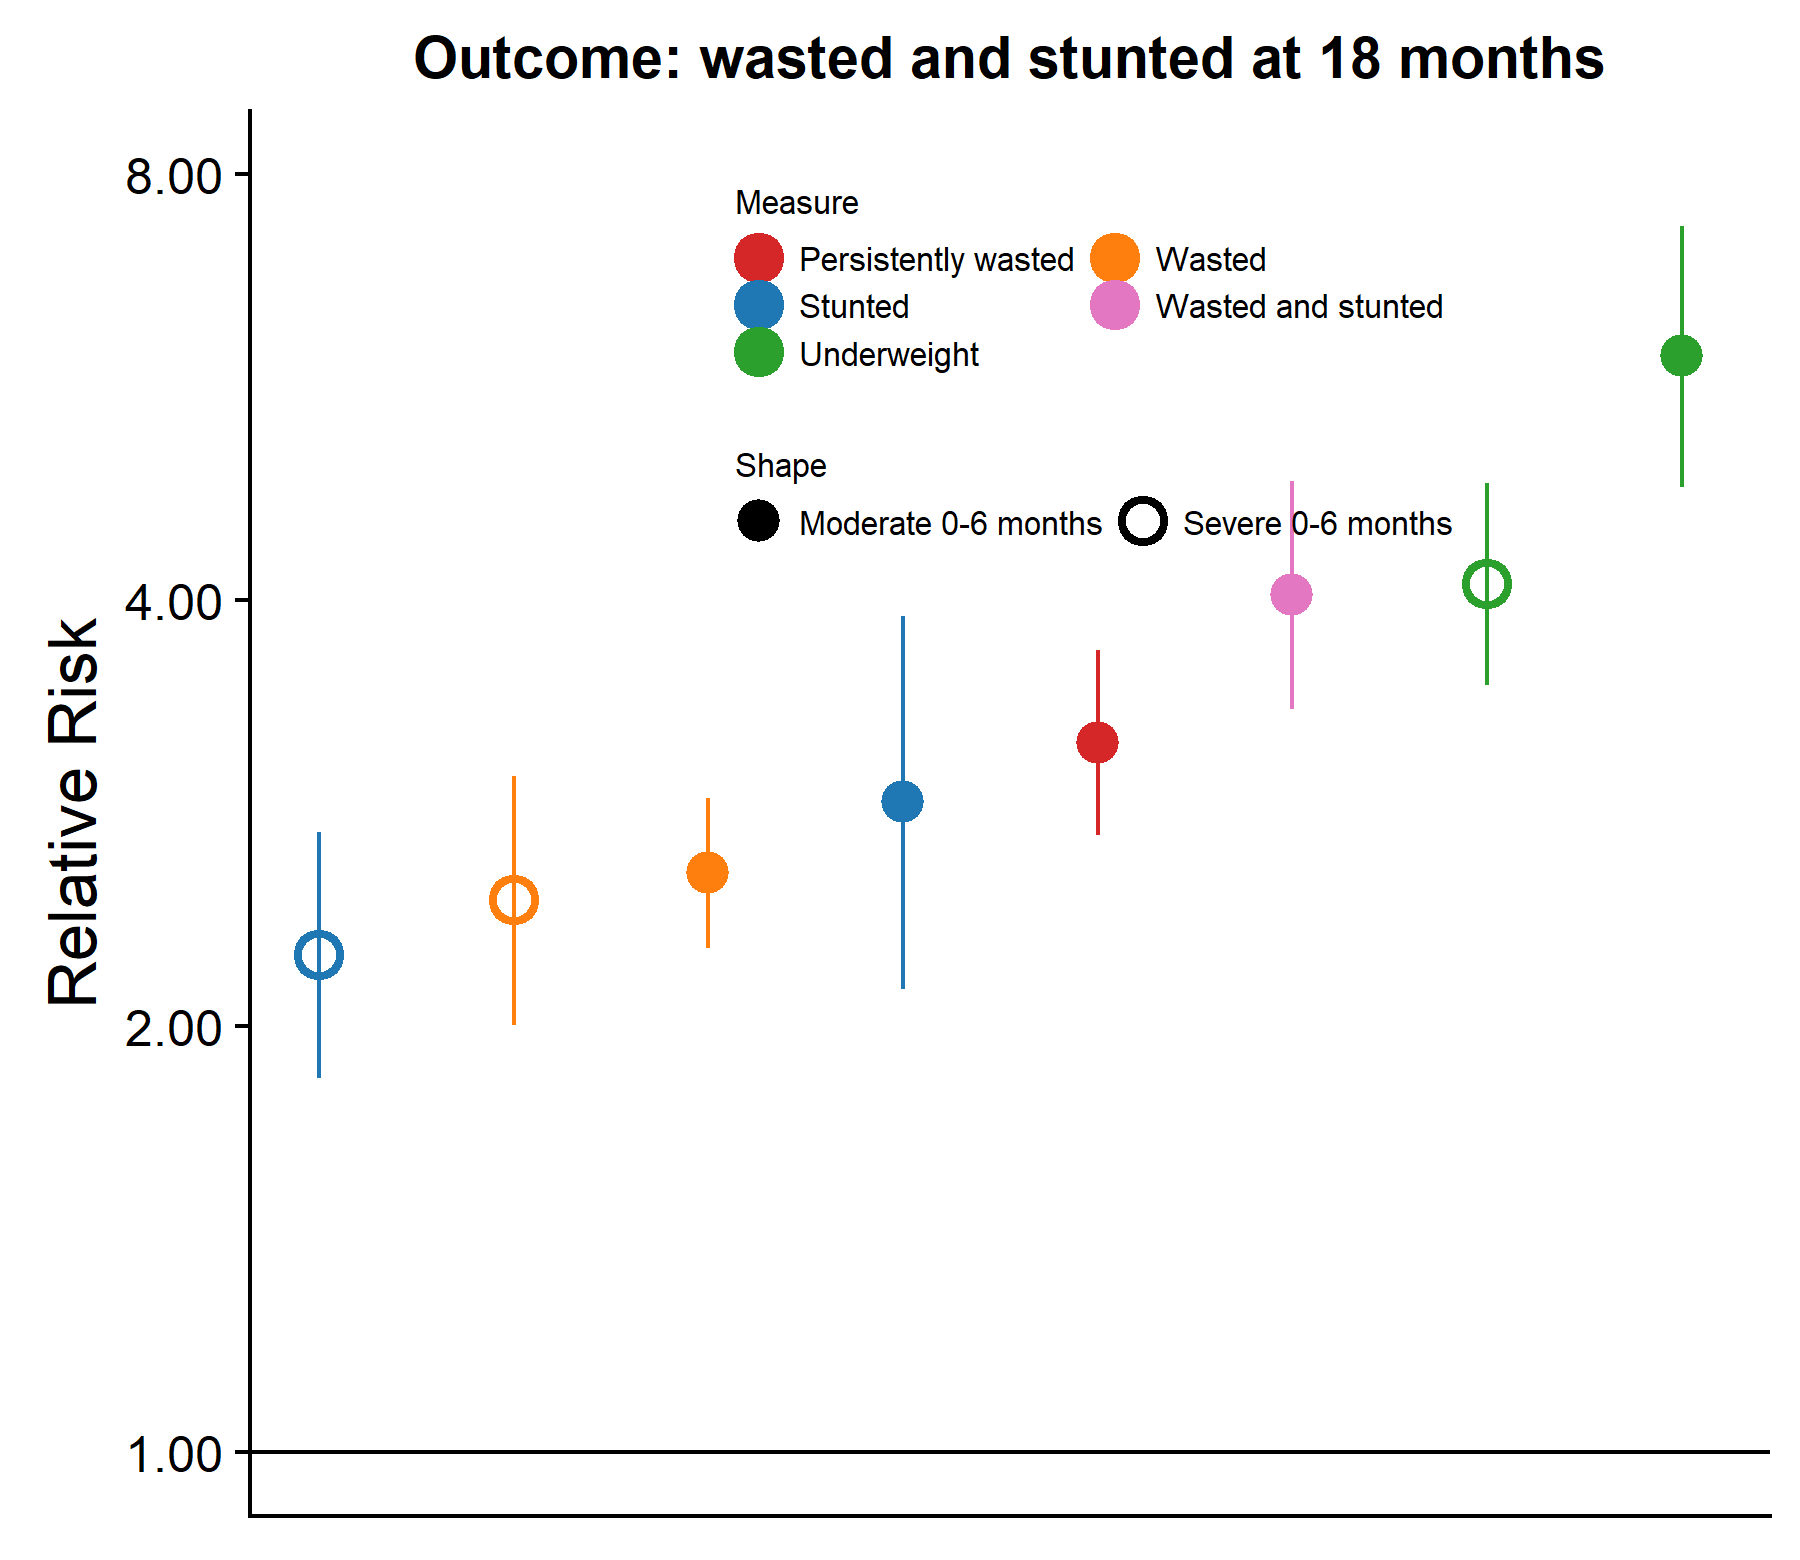 Outcome: wasted and stunted at 18 months
8.00
Measure
Persistently wasted Wasted
Stunted Wasted and stunted
Underweight
Shape
Moderate 0-6 months Severe 0-6 months
4.00
Relative Risk
2.00
1.00